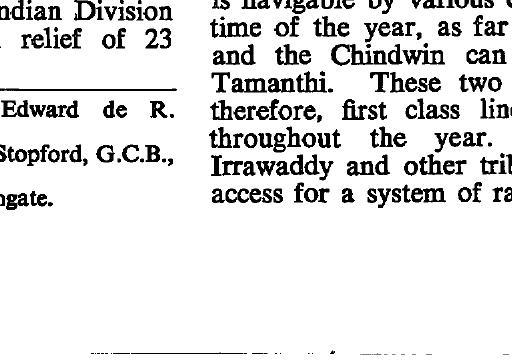 ndian Division
relief of 23
Edward de R.
Stopford, G.C.B.,
ngate.
is navigable by various
time of the year, as far
and the Chindwin can
Tamanthi. These two
therefore, first class line
throughout the year.
Irrawaddy and other trib
access for a system of ra